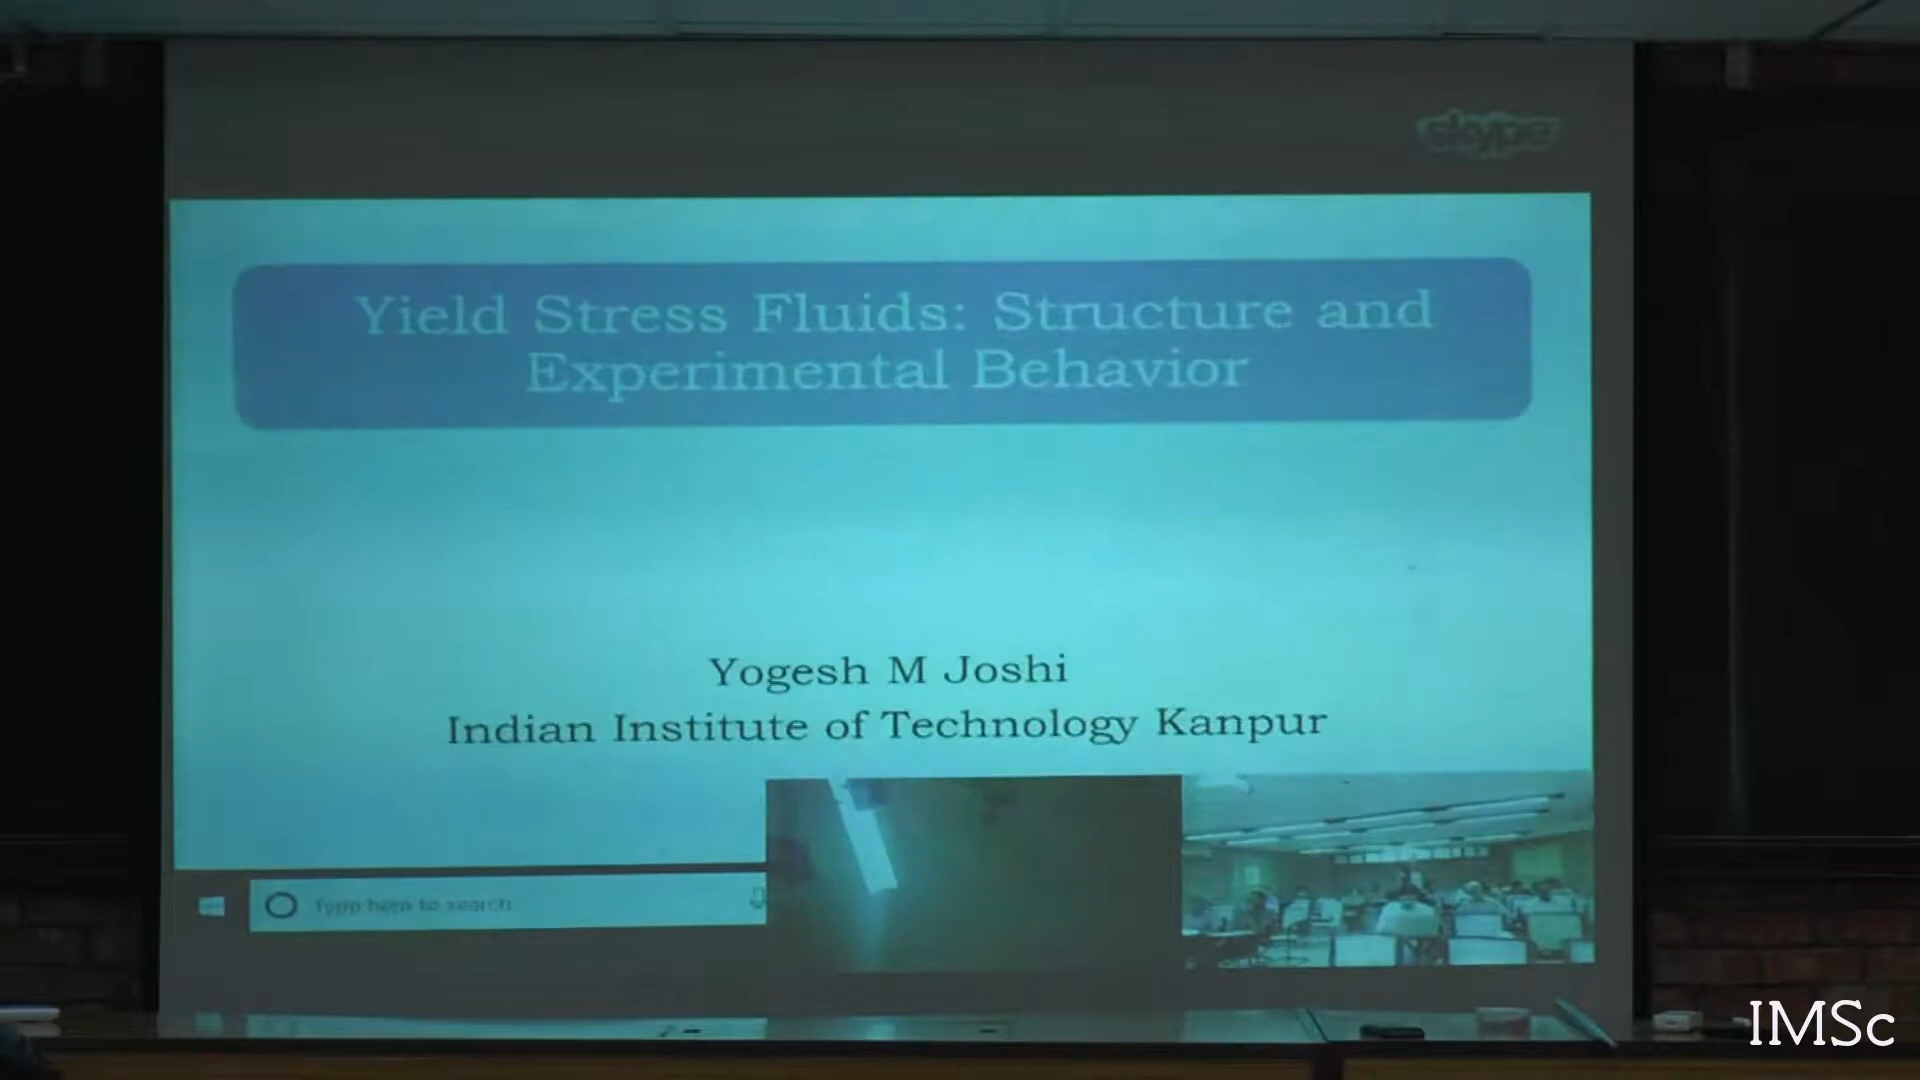 skype
Yield Stress Fluids: Structure and
Experimental Behavior
Yogesh M Joshi
Indian Institute of Technology Kanpur
Type here to search
IMSc